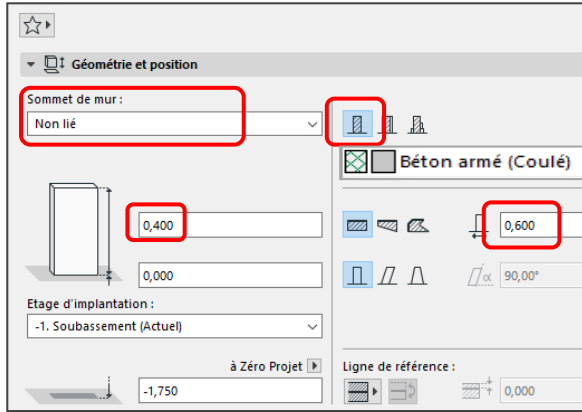 Géométrie et position
Sommet de mur :
Non lié
Béton armé (Coulé)
0,400
0,600
0,000
α 90,00°
Etage d'implantation :
-1. Soubassement (Actuel)
à Zéro Projet
Ligne de référence :
-1,750
0,000